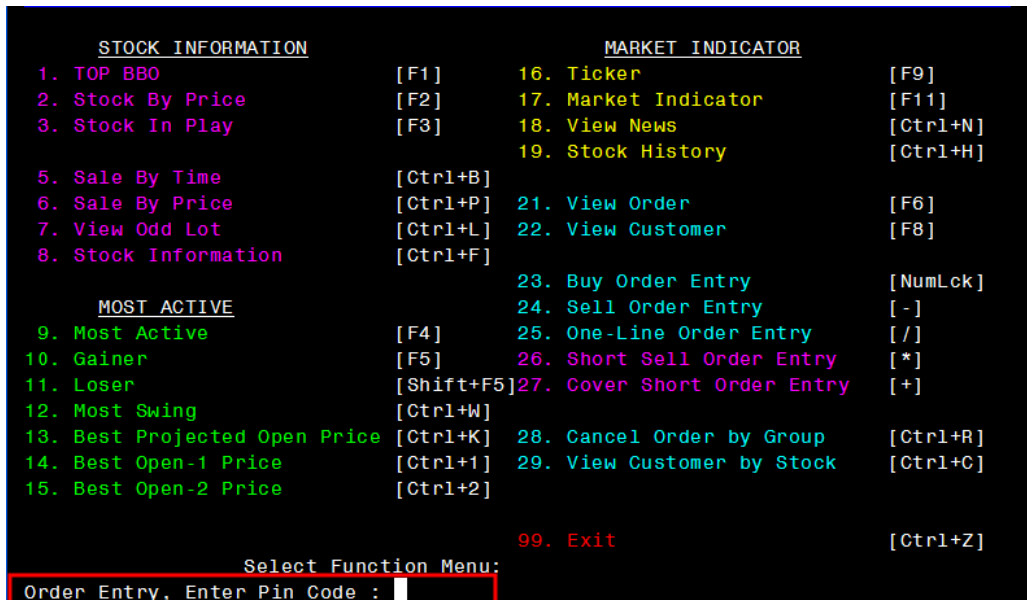 STOCK INFORMATION
1. TOP BBO [F1]
2. Stock By Price [F2]
3. Stock In Play [F3]
5. Sale By Time [Ctrl+B]
6. Sale By Price [Ctrl+P]
7. View Odd Lot [Ctrl+L]
8. Stock Information [Ctrl+F]
MOST ACTIVE
9. Most Active [F4]
10. Gainer [F5]
11. Loser [Shift+F5]
12. Most Swing [Ctrl+W]
13. Best Projected Open Price [Ctrl+K]
14. Best Open-1 Price [Ctrl+1]
15. Best Open-2 Price [Ctrl+2]
MARKET INDICATOR
16. Ticker [F9]
17. Market Indicator [F11]
18. View News [Ctrl+N]
19. Stock History [Ctrl+H]
21. View Order [F6]
22. View Customer [F8]
23. Buy Order Entry [NumLck]
24. Sell Order Entry [-]
25. One-Line Order Entry [/]
26. Short Sell Order Entry [*]
27. Cover Short Order Entry [+]
28. Cancel Order by Group [Ctrl+R]
29. View Customer by Stock [Ctrl+C]
99. Exit [Ctrl+Z]
Select Function Menu:
Order Entry, Enter Pin Code :